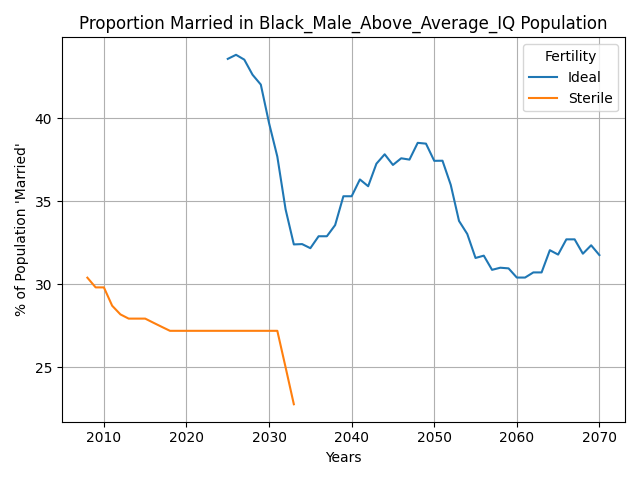 Proportion Married in Black_Male_Above_Average_IQ Population
Fertility
Ideal
Sterile
% of Population 'Married'
40
35
30
25
2010 2020 2030 2040 2050 2060 2070
Years